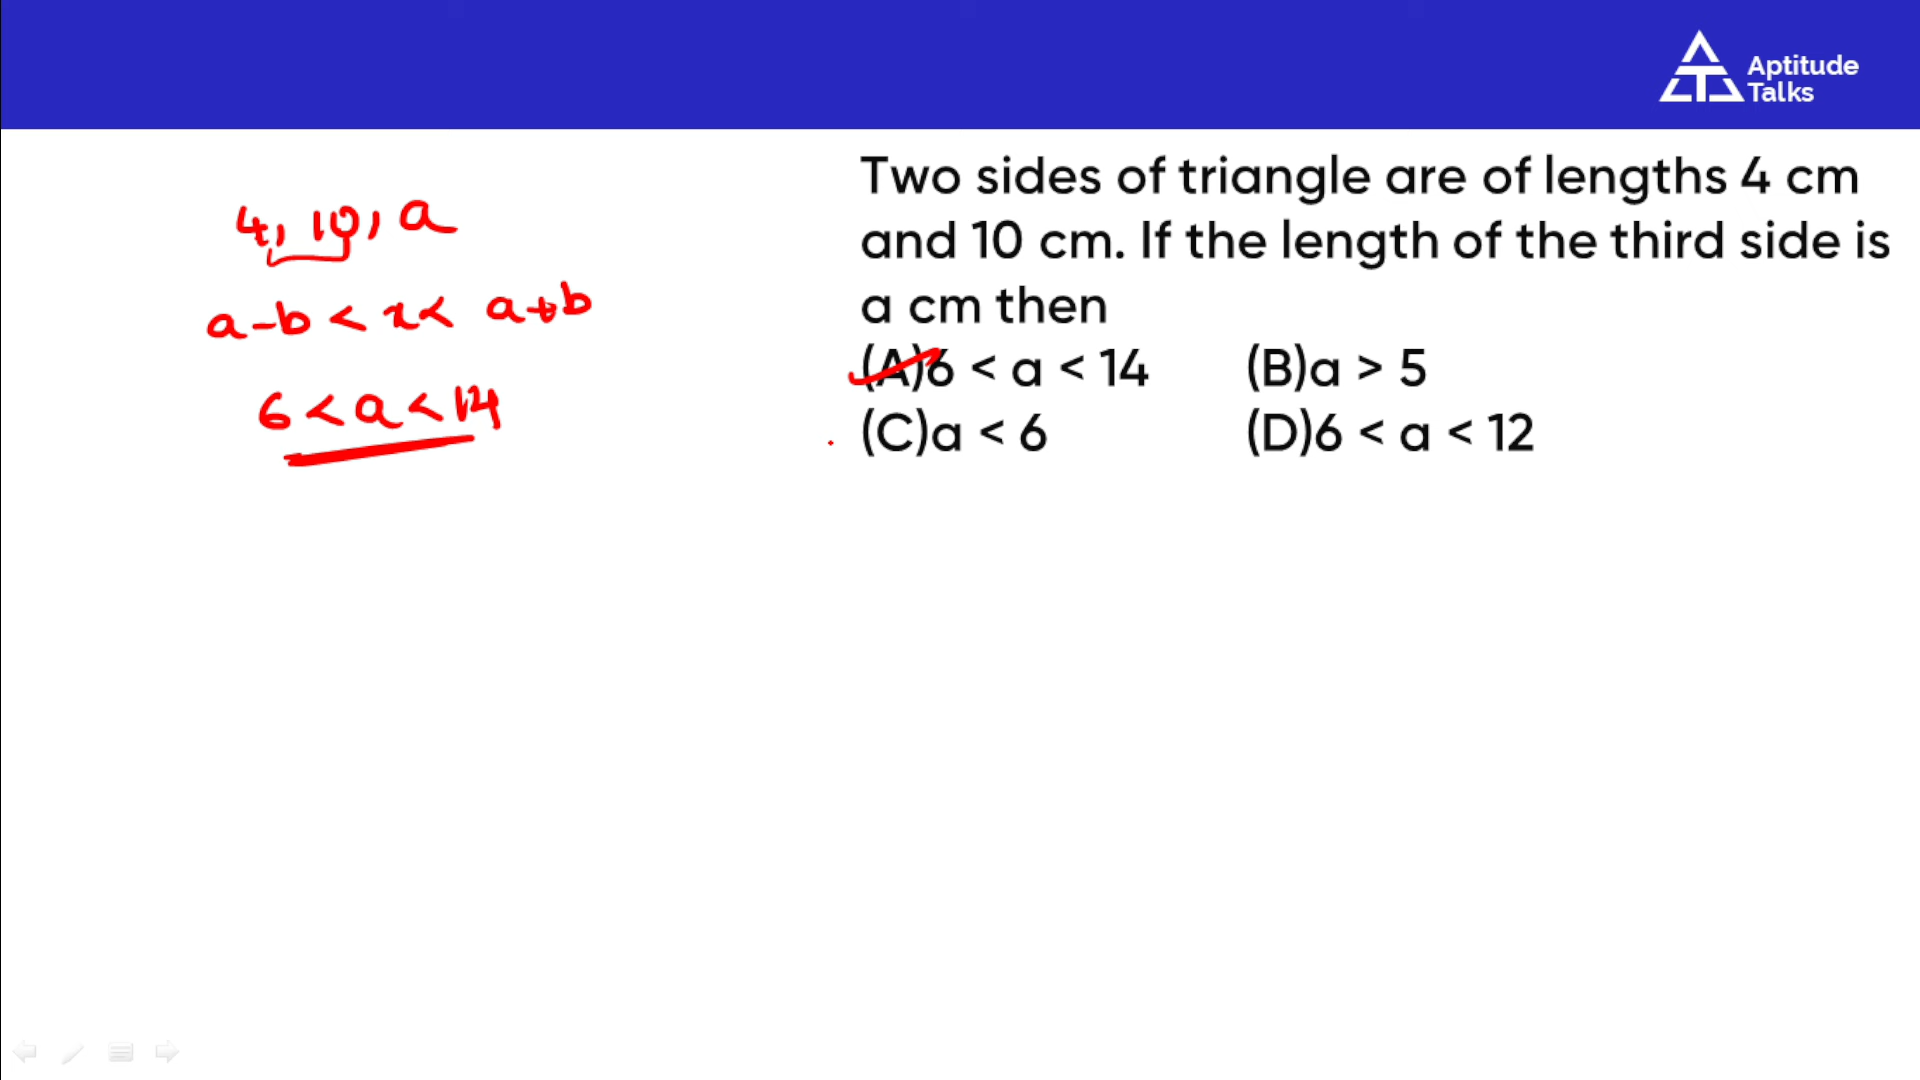 Aptitude
Talks
4, 10, a
a-b < x < a+b
6 < a < 14
Two sides of triangle are of lengths 4 cm
and 10 cm. If the length of the third side is
a cm then
(A)6 < a < 14 (B)a > 5
(C)a < 6 (D)6 < a < 12